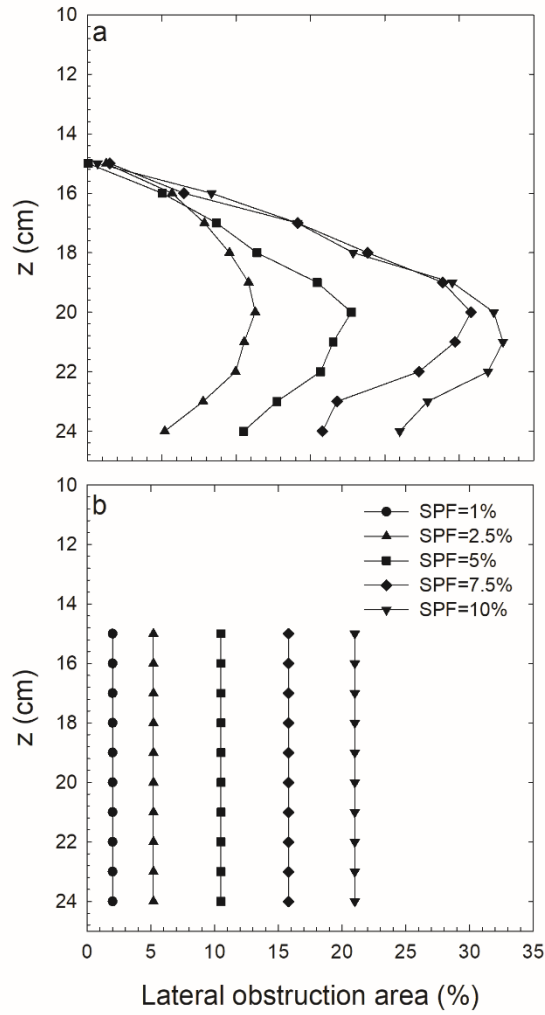 a
10
12
14
16
18
20
22
24
z (cm)
b
10
12
14
16
18
20
22
24
z (cm)
SPF=1%
SPF=2.5%
SPF=5%
SPF=7.5%
SPF=10%
0 5 10 15 20 25 30 35
Lateral obstruction area (%)